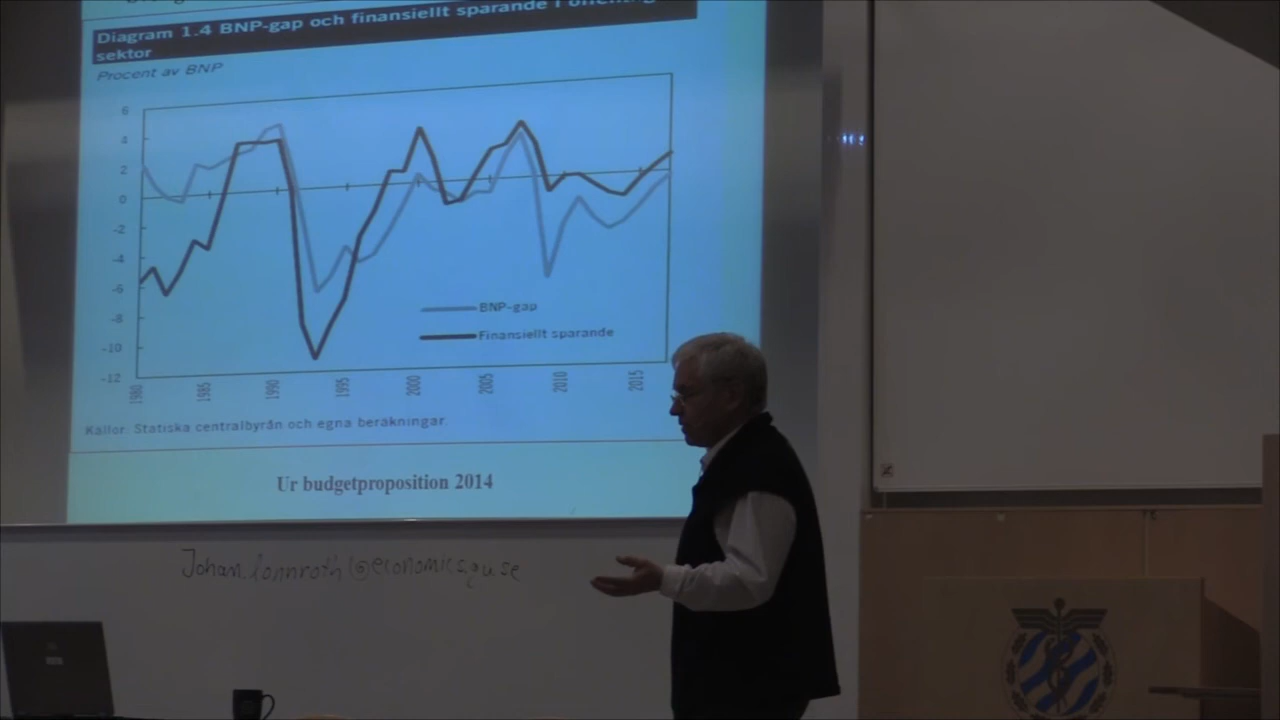 Diagram 1.4 BNP-gap och finansiellt sparande i offentlig
sektor
Procent av BNP
6
4
2
0
-2
-4
-6
-8
-10
-12
1980
1985
1990
1995
2000
2005
2010
2015
BNP-gap
Finansiellt sparande
Källor: Statiska centralbyrån och egna beräkningar.
Ur budgetproposition 2014
Johan.lonnroth@economics.gu.se